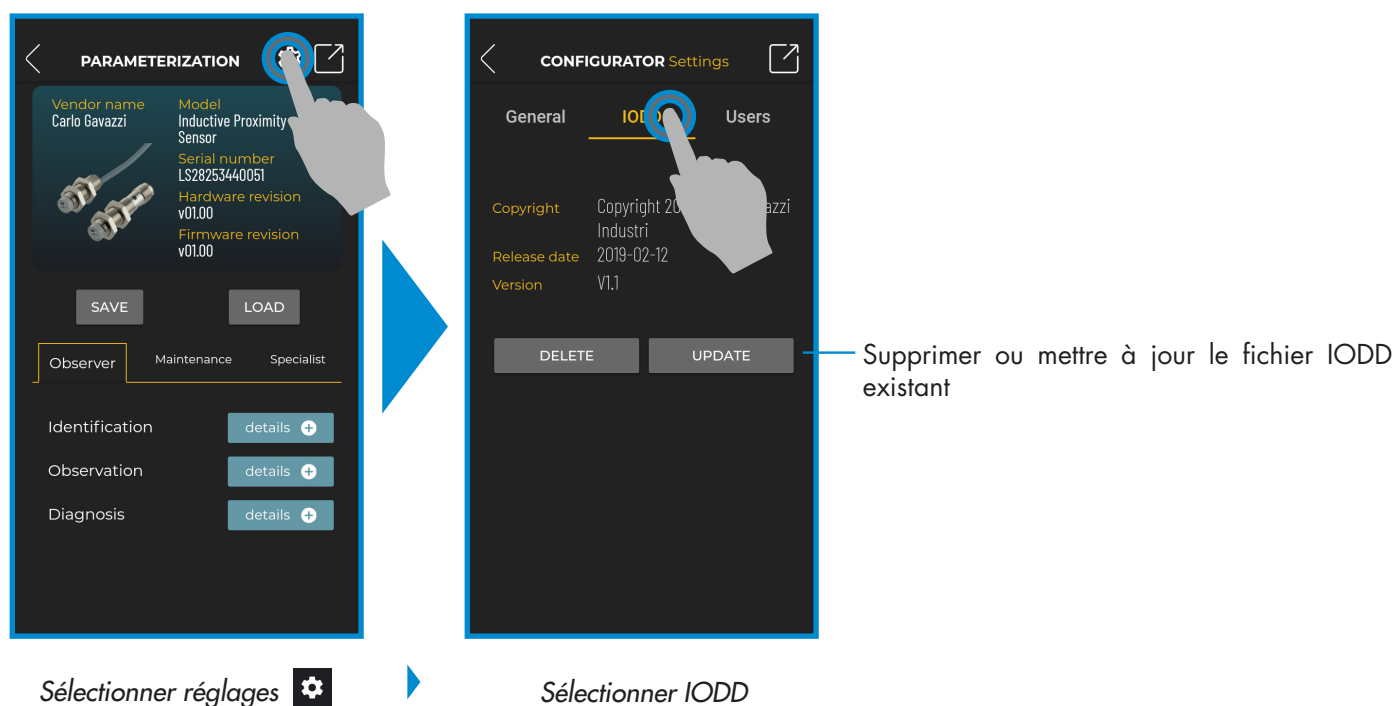 PARAMETERIZATION
Vendor name
Carlo Gavazzi
Model
Inductive Proximity
Sensor
Serial number
LS28253440051
Hardware revision
v01.00
Firmware revision
v01.00
SAVE
LOAD
Observer
Maintenance
Specialist
Identification
details
Observation
details
Diagnosis
details
Sélectionner réglages
CONFIGURATOR Settings
General
Users
Copyright
Copyright
Industri
Release date
2019-02-12
Version
V1.1
DELETE
UPDATE
Sélectionner IODD
Supprimer ou mettre à jour le fichier IODD
existant